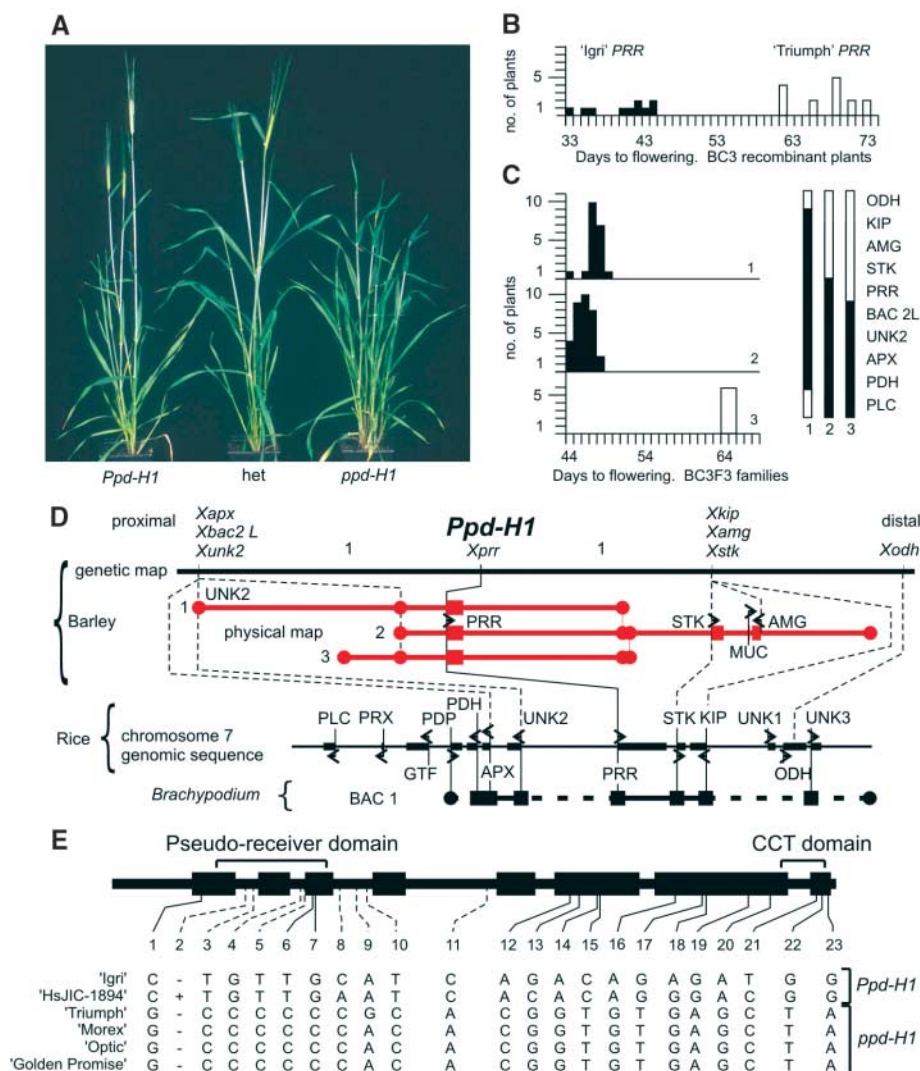 A
Ppd-H1 het ppd-H1
B
'Igri' PRR 'Triumph' PRR
no. of plants
5
1
33 43 53 63 73
Days to flowering. BC3 recombinant plants
C
no. of plants
10
5
1
1
10
5
1
2
5
1
3
44 54 64
Days to flowering. BC3F3 families
ODH
KIP
AMG
STK
PRR
BAC 2L
UNK2
APX
PDH
PLC
1 2 3
D
proximal Xapx Ppd-H1 Xkip distal
Xbac2 L Xamg
Xunk2 1 Xprr 1 Xstk Xodh
genetic map
Barley
1 UNK2
physical map 2 PRR STK AMG
MUC
3
Rice chromosome 7 genomic sequence
PLC PRX PDP PDH UNK2 STK KIP UNK1 UNK3
GTF APX PRR ODH
Brachypodium BAC 1
E
Pseudo-receiver domain CCT domain
1 2 3 4 5 6 7 8 9 10 11 12 13 14 15 16 17 18 19 20 21 22 23
'Igri' C - T G T T G C A T C A G A C A G A G A T G G Ppd-H1
'HsJIC-1894' C + T G T T G A A T C A C A C A G G G A C G G
'Triumph' G - C C C C C C G C A C G G T G T G A G C T A ppd-H1
'Morex' G - C C C C C C A C A C G G T G T G A G C T A
'Optic' G - C C C C C C A C A C G G T G T G A G C T A
'Golden Promise' G - C C C C C C A C A C G G T G T G A G C T A